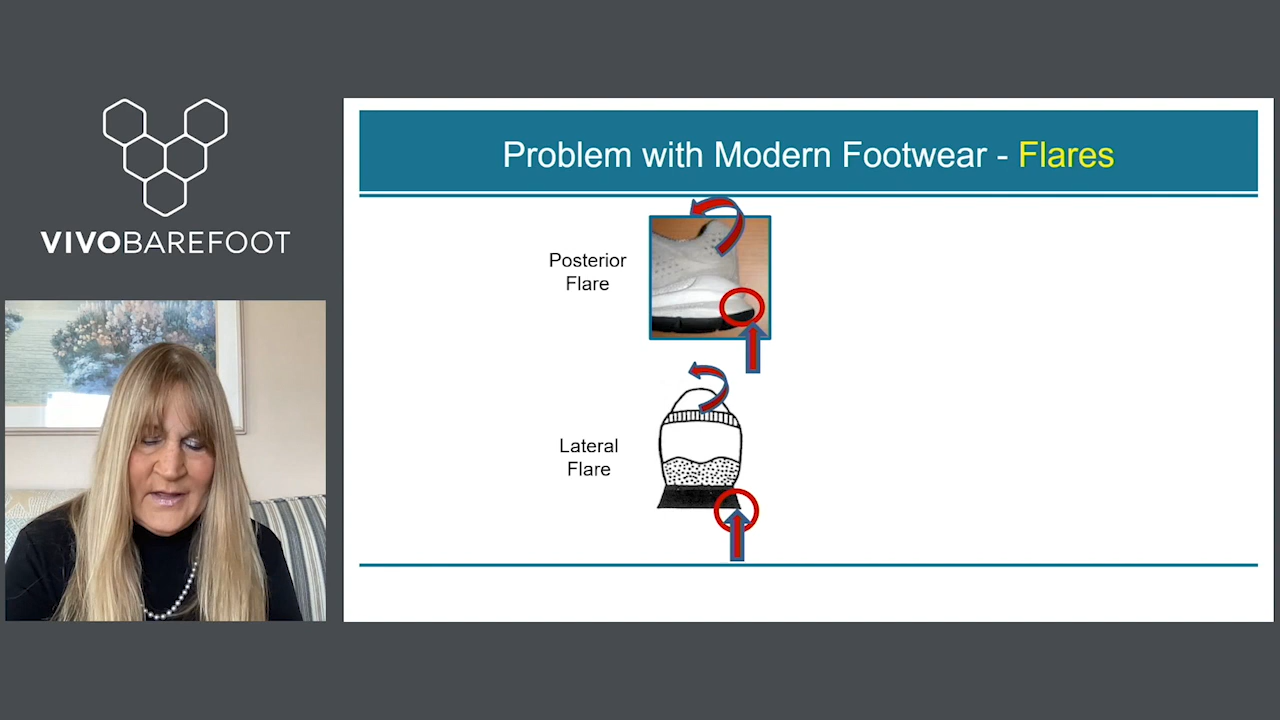 VIVOBAREFOOT
Problem with Modern Footwear - Flares
Posterior
Flare
Lateral
Flare